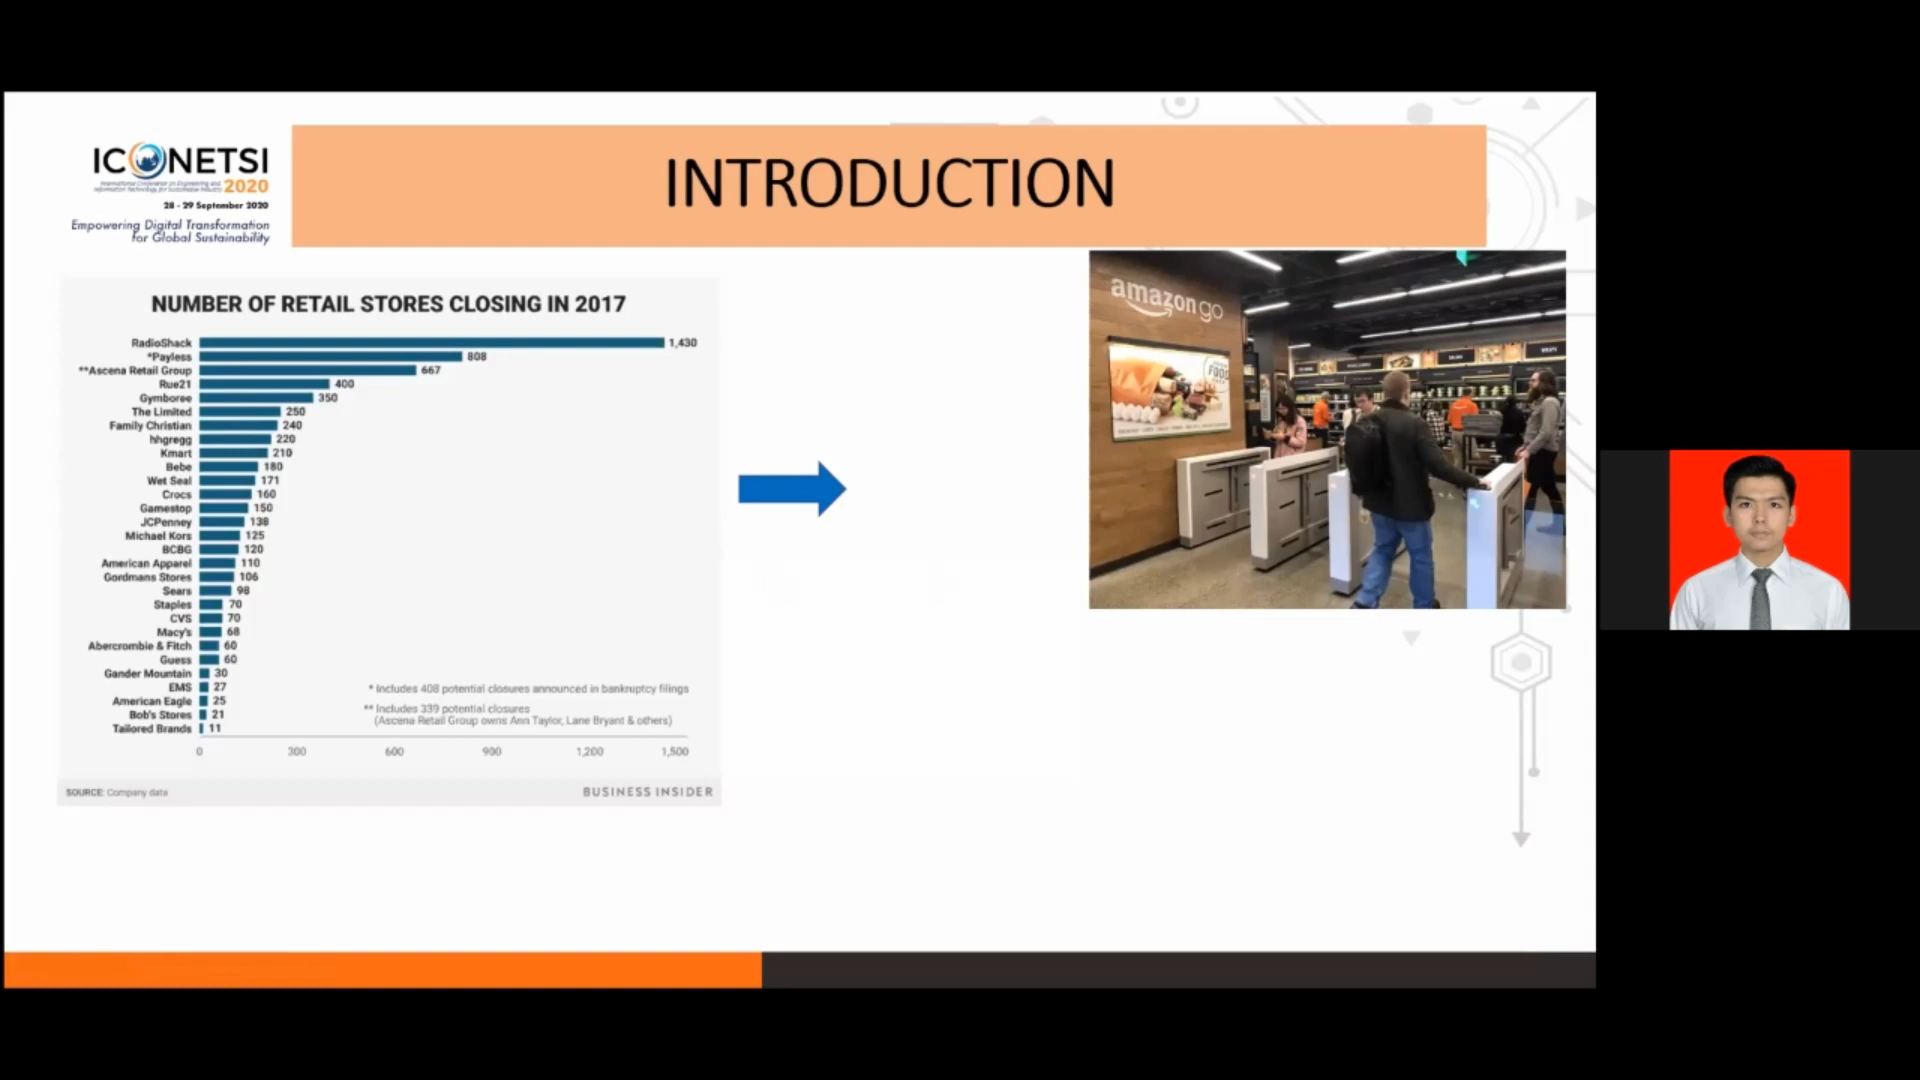 ICONETSI
International Conference on Engineering and
Information Technology for Sustainable Industry 2020
28 - 29 September 2020
Empowering Digital Transformation
for Global Sustainability
INTRODUCTION
NUMBER OF RETAIL STORES CLOSING IN 2017
RadioShack 1,430
*Payless 808
**Ascena Retail Group 667
Rue21 400
Gymboree 350
The Limited 250
Family Christian 240
hhgregg 220
Kmart 210
Bebe 180
Wet Seal 171
Crocs 160
Gamestop 150
JCPenney 138
Michael Kors 125
BCBG 120
American Apparel 110
Gordmans Stores 106
Sears 98
Staples 70
CVS 70
Macy's 68
Abercrombie & Fitch 60
Guess 60
Gander Mountain 30
EMS 27
American Eagle 25
Bob's Stores 21
Tailored Brands 11
* Includes 408 potential closures announced in bankruptcy filings
** Includes 339 potential closures
(Ascena Retail Group owns Ann Taylor, Lane Bryant & others)
0 300 600 900 1,200 1,500
SOURCE: Company data
BUSINESS INSIDER
amazon go
FOOD